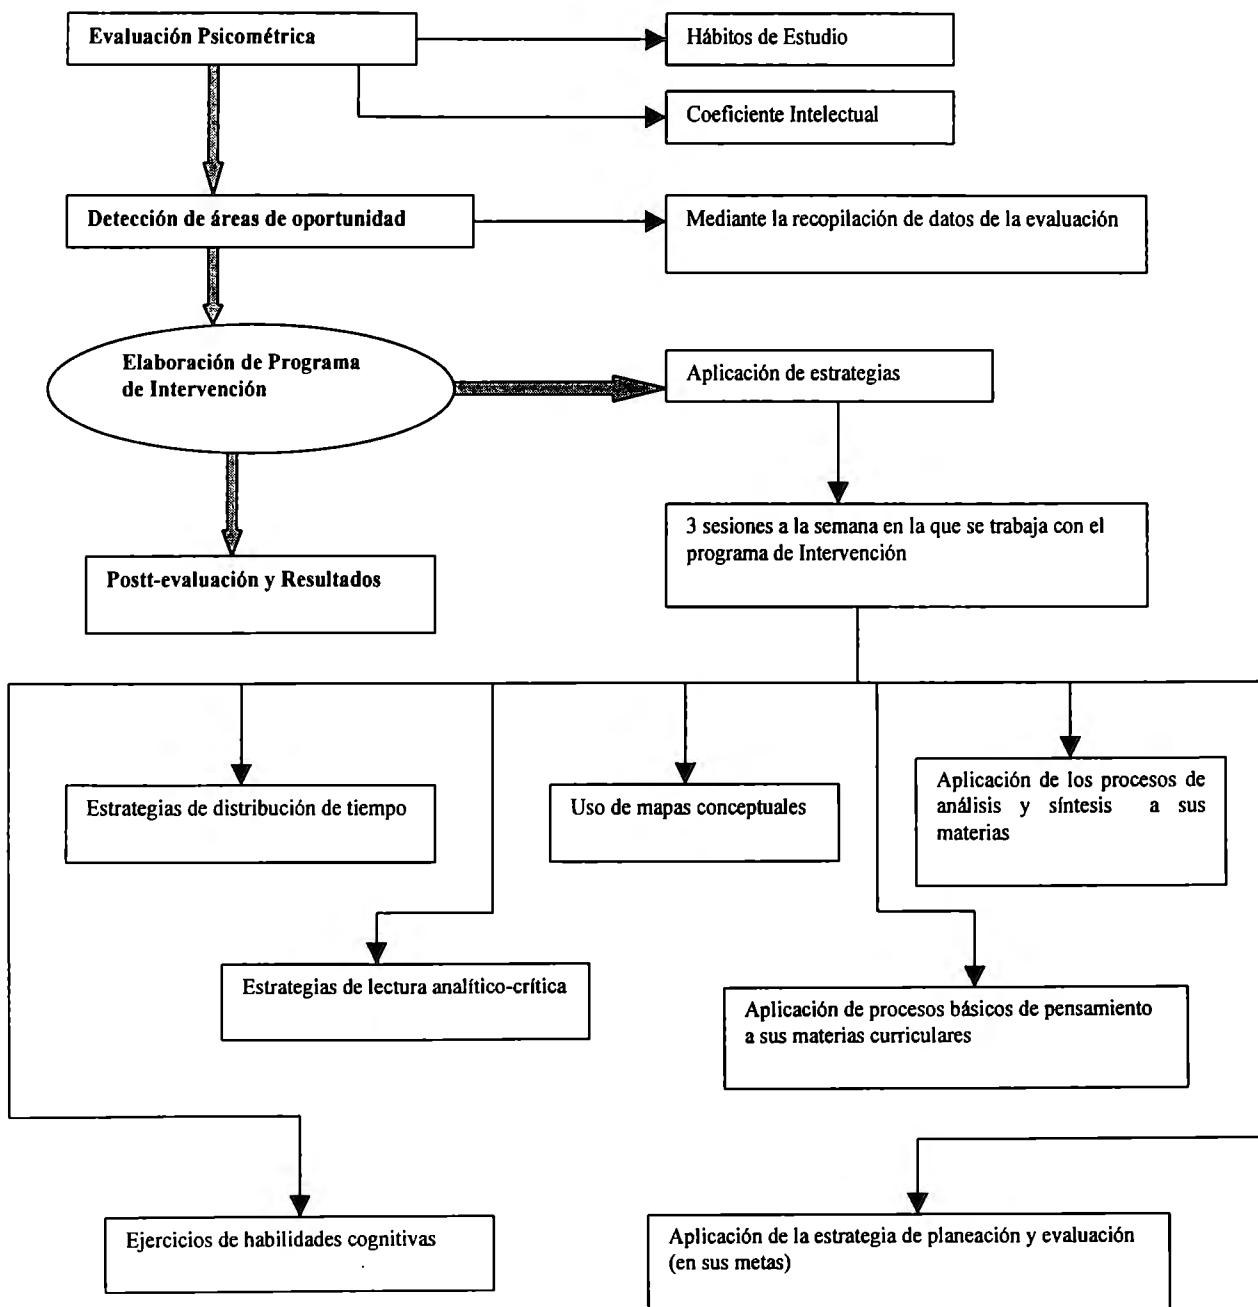 Evaluación Psicométrica
Hábitos de Estudio
Coeficiente Intelectual
Detección de áreas de oportunidad
Mediante la recopilación de datos de la evaluación
Elaboración de Programa
de Intervención
Aplicación de estrategias
3 sesiones a la semana en la que se trabaja con el
programa de Intervención
Postt-evaluación y Resultados
Estrategias de distribución de tiempo
Uso de mapas conceptuales
Aplicación de los procesos de
análisis y síntesis a sus
materias
Estrategias de lectura analítico-crítica
Aplicación de procesos básicos de pensamiento
a sus materias curriculares
Ejercicios de habilidades cognitivas
Aplicación de la estrategia de planeación y evaluación
(en sus metas)